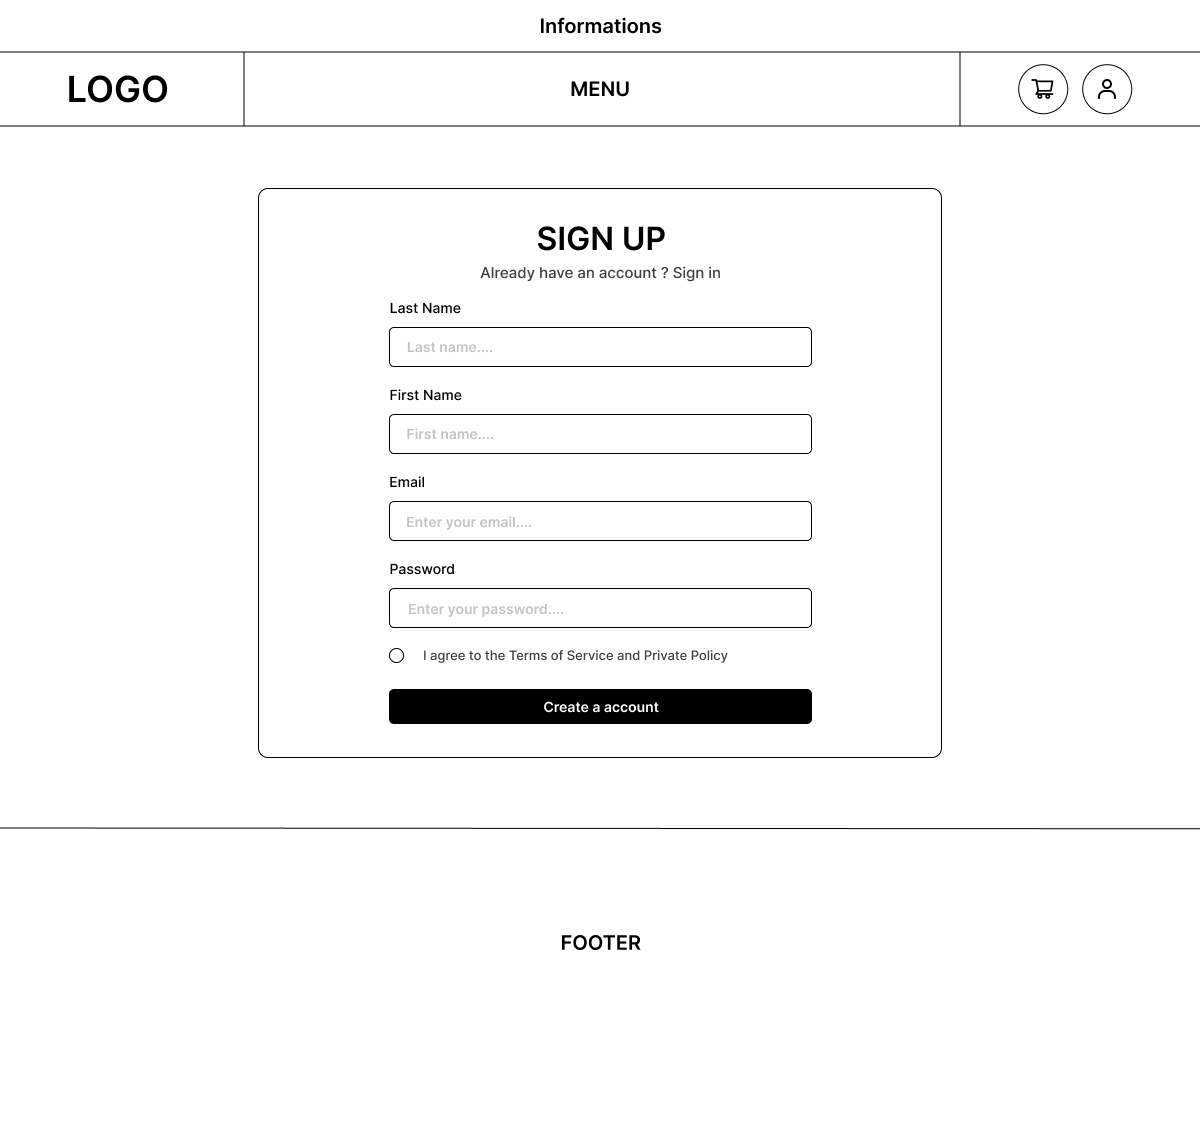 Informations
LOGO
MENU
SIGN UP
Already have an account ? Sign in
Last Name
Last name....
First Name
First name....
Email
Enter your email....
Password
Enter your password....
I agree to the Terms of Service and Private Policy
Create a account
FOOTER